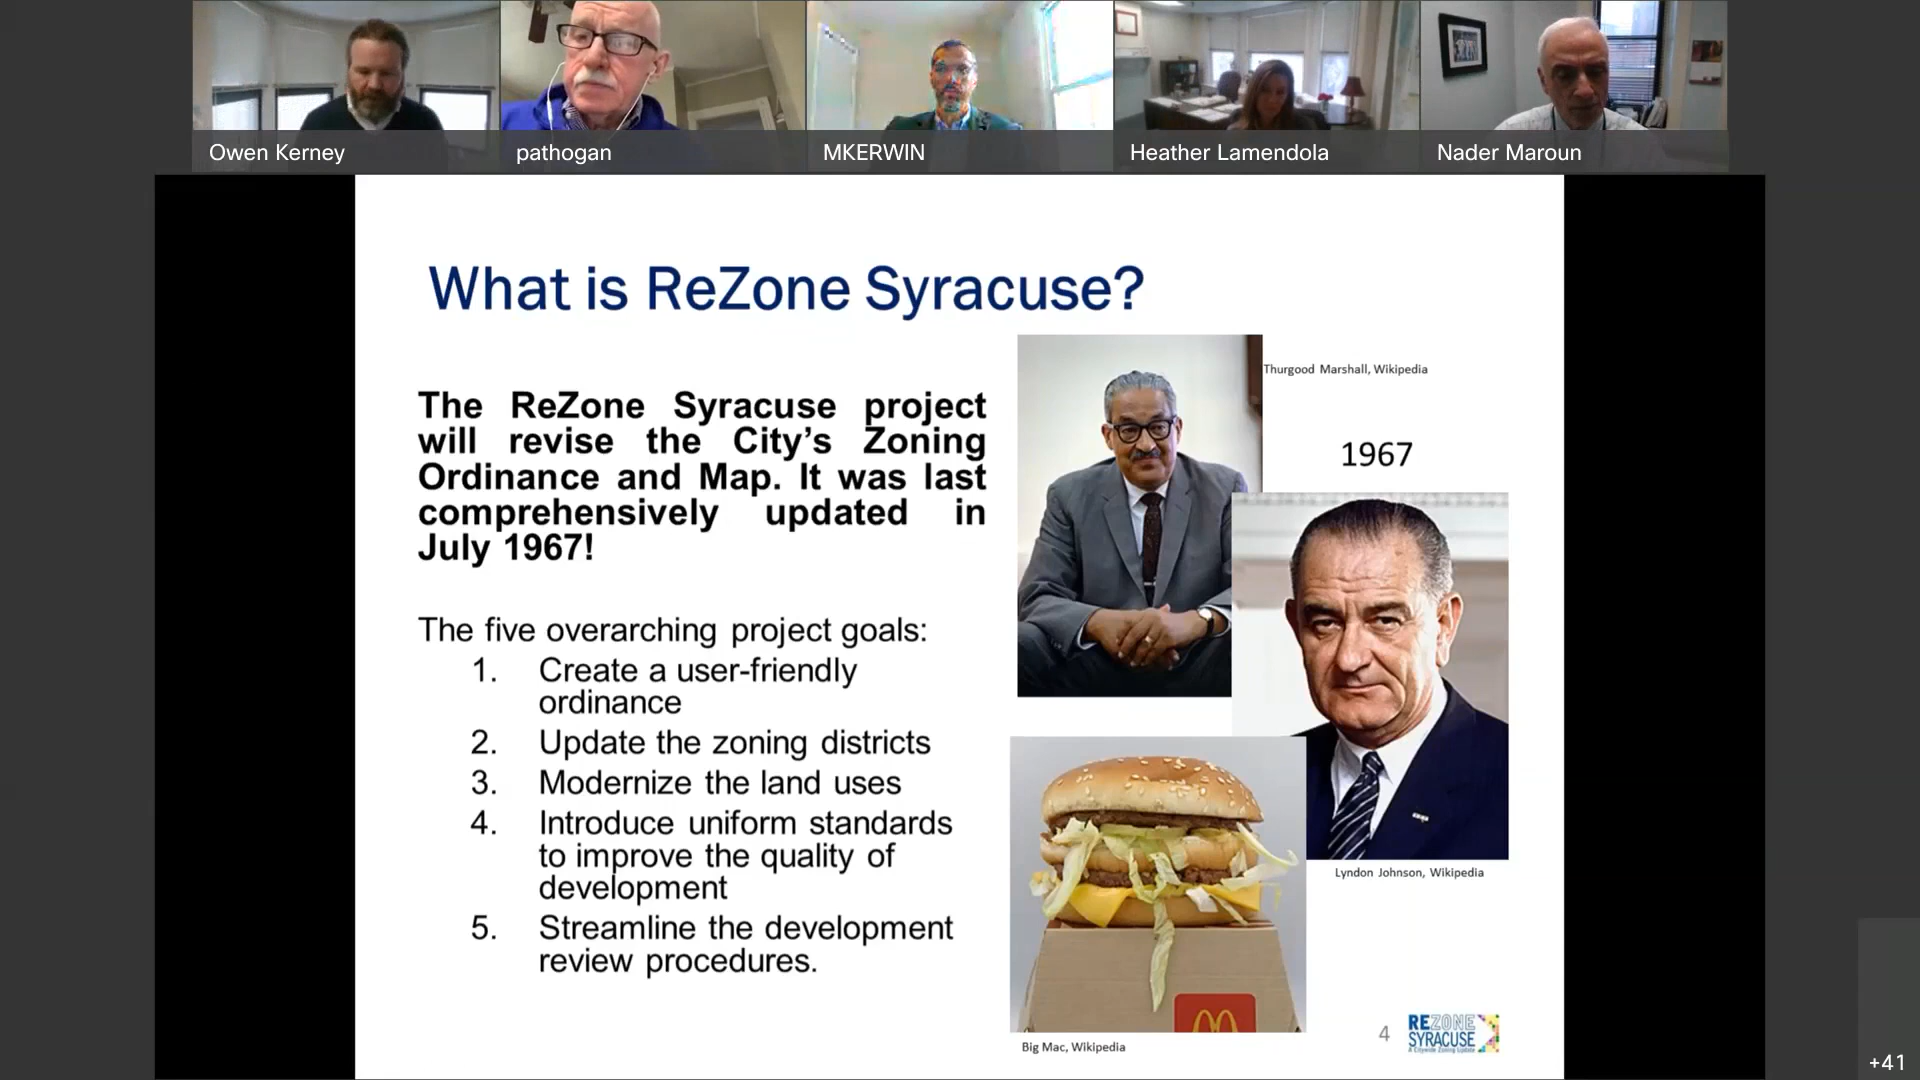 Owen Kerney
pathogan
MKERWIN
Heather Lamendola
Nader Maroun
What is ReZone Syracuse?
The ReZone Syracuse project
will revise the City’s Zoning
Ordinance and Map. It was last
comprehensively updated in
July 1967!
The five overarching project goals:
1. Create a user-friendly
ordinance
2. Update the zoning districts
3. Modernize the land uses
4. Introduce uniform standards
to improve the quality of
development
5. Streamline the development
review procedures.
Thurgood Marshall, Wikipedia
1967
Lyndon Johnson, Wikipedia
Big Mac, Wikipedia
4
REZONE
SYRACUSE
A Citywide Zoning Update
+41